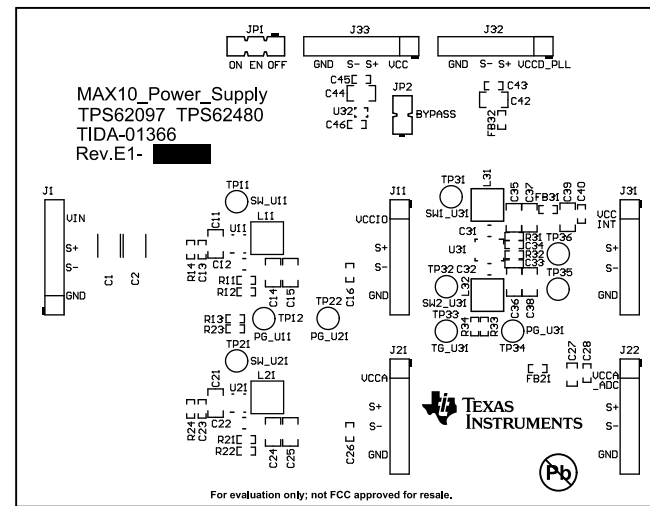 JP1
J33
J32
ON EN OFF
GND S- S+ VCC
GND S- S+ VCCD_PLL
C45
C44
U32
C46
JP2
BYPASS
C43
C42
FB32
MAX10_Power_Supply
TPS62097 TPS62480
TIDA-01366
Rev.E1-
J1
VIN
S+
S-
GND
C1
C2
TP11
SW_U11
C11
U11
L11
R14
C13
C12
R11
R12
C14
C15
R13
R23
TP12
PG_U11
TP22
PG_U21
C16
J11
VCCIO
S+
S-
GND
TP31
SW1_U31
L31
C35
C37
FB31
C39
C40
C31
U31
R31
C34
R32
C33
TP36
TP35
TP32
C32
L32
SW2_U31
C36
C38
TP33
TG_U31
R34
R33
TP34
PG_U31
J31
VCC
INT
S+
S-
GND
TP21
SW_U21
C21
U21
L21
R24
C23
C22
R21
R22
C24
C25
C26
J21
VCCA
S+
S-
GND
FB21
C27
C28
J22
VCCA
_ADC
S+
S-
GND
TEXAS
INSTRUMENTS
Pb
For evaluation only; not FCC approved for resale.